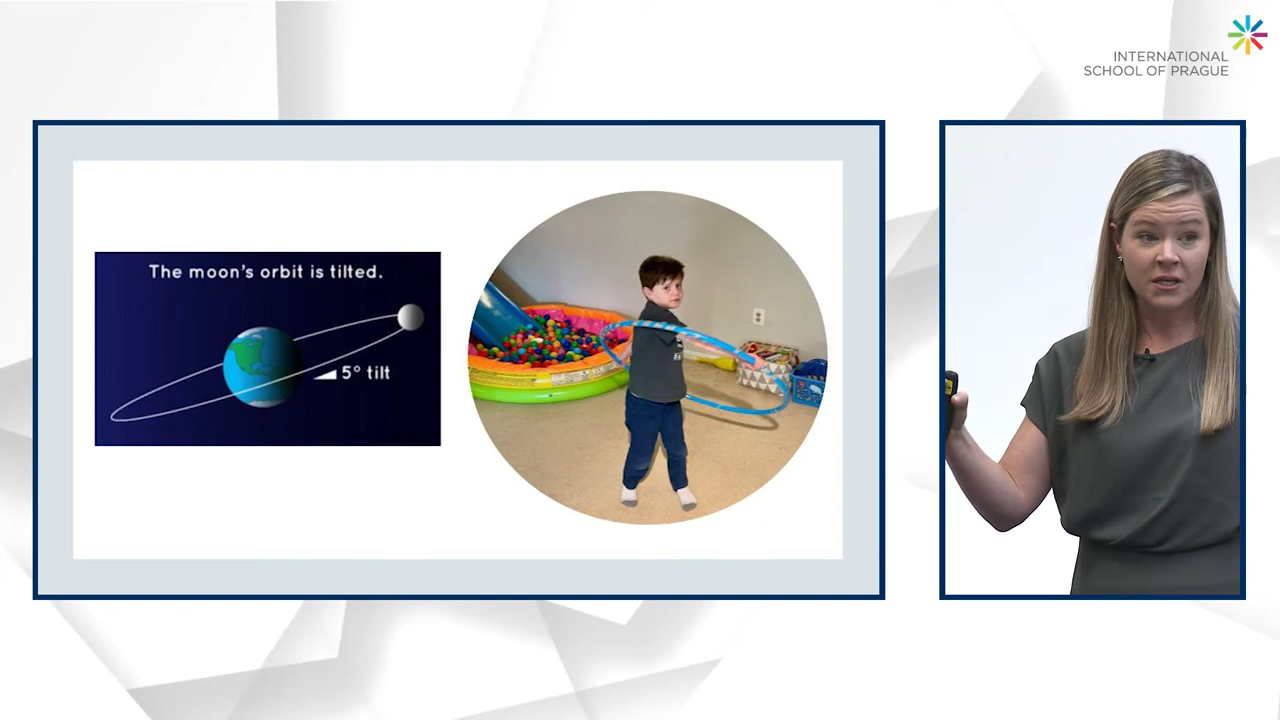 INTERNATIONAL
SCHOOL OF PRAGUE
The moon's orbit is tilted.
5° tilt